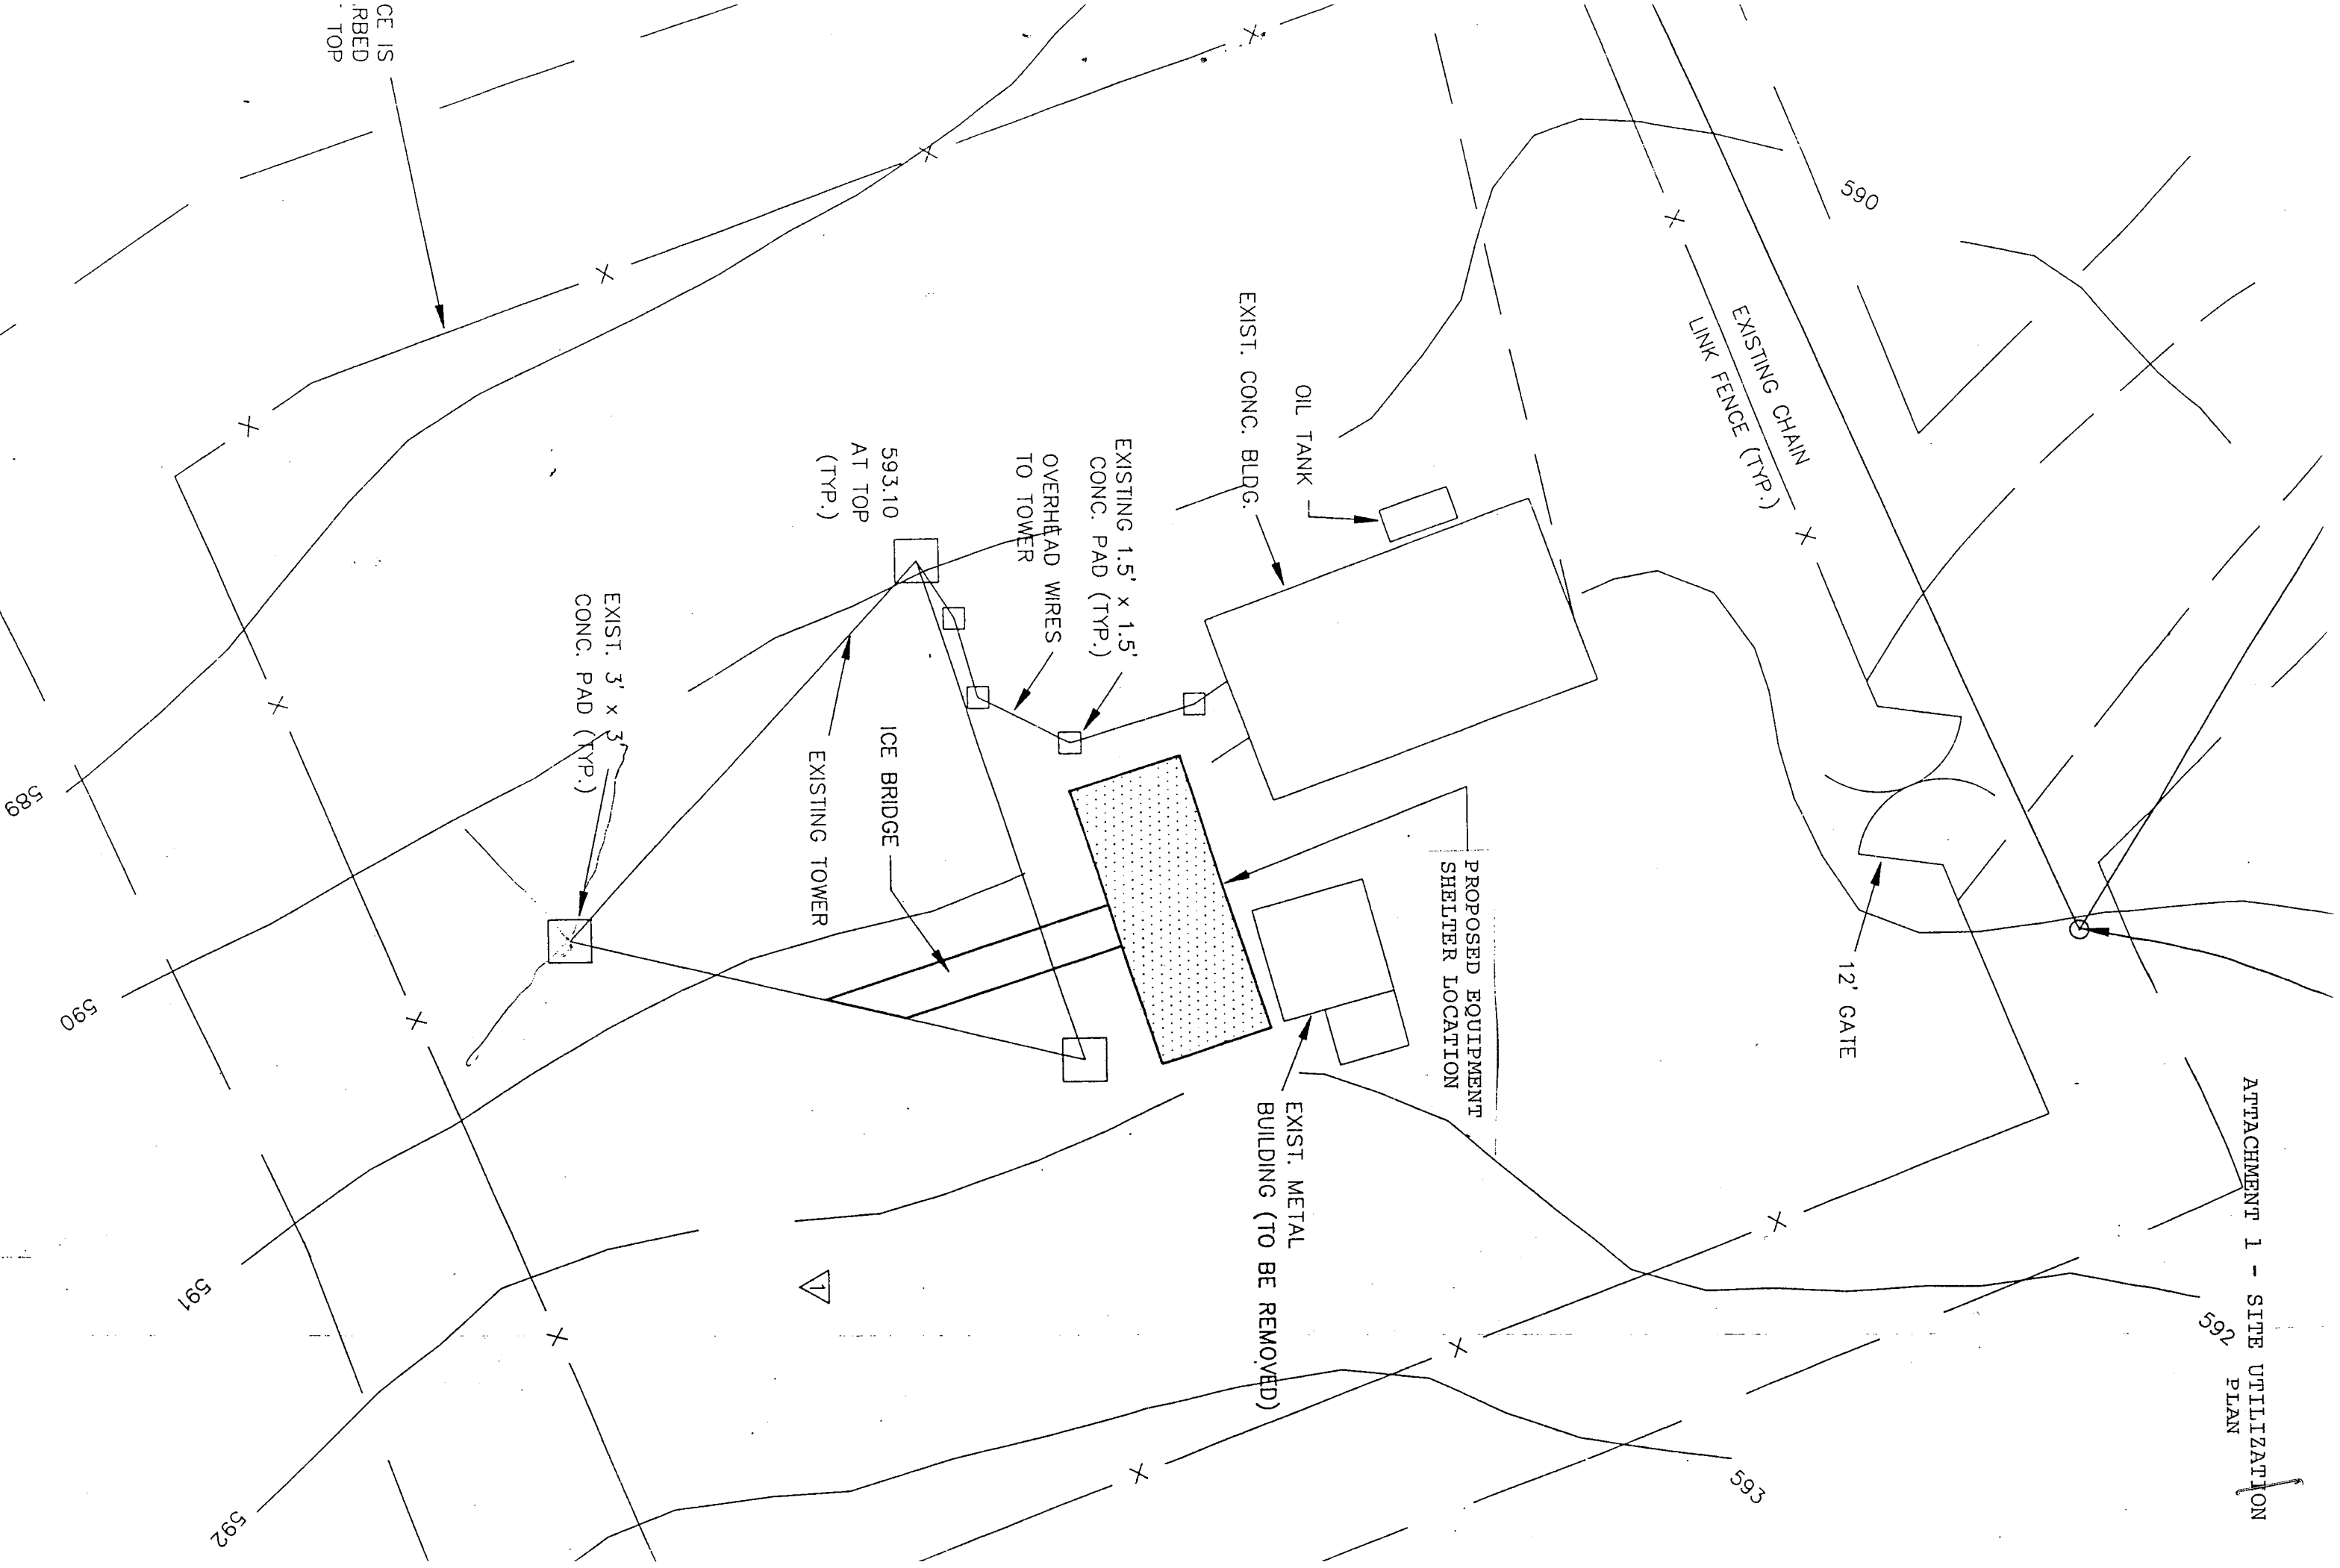 ATTACHMENT 1 - SITE UTILIZATION
PLAN
590
EXISTING CHAIN
LINK FENCE (TYP.)
12' GATE
592
593
PROPOSED EQUIPMENT
SHELTER LOCATION
OIL TANK
EXIST. CONC. BLDG.
EXIST. METAL
BUILDING (TO BE REMOVED)
EXISTING 1.5' x 1.5'
CONC. PAD (TYP.)
OVERHEAD WIRES
TO TOWER
593.10
AT TOP
(TYP.)
ICE BRIDGE
EXISTING TOWER
1
EXIST. 3' x 3'
CONC. PAD (TYP.)
CE IS
RBED
TOP
589
590
591
592